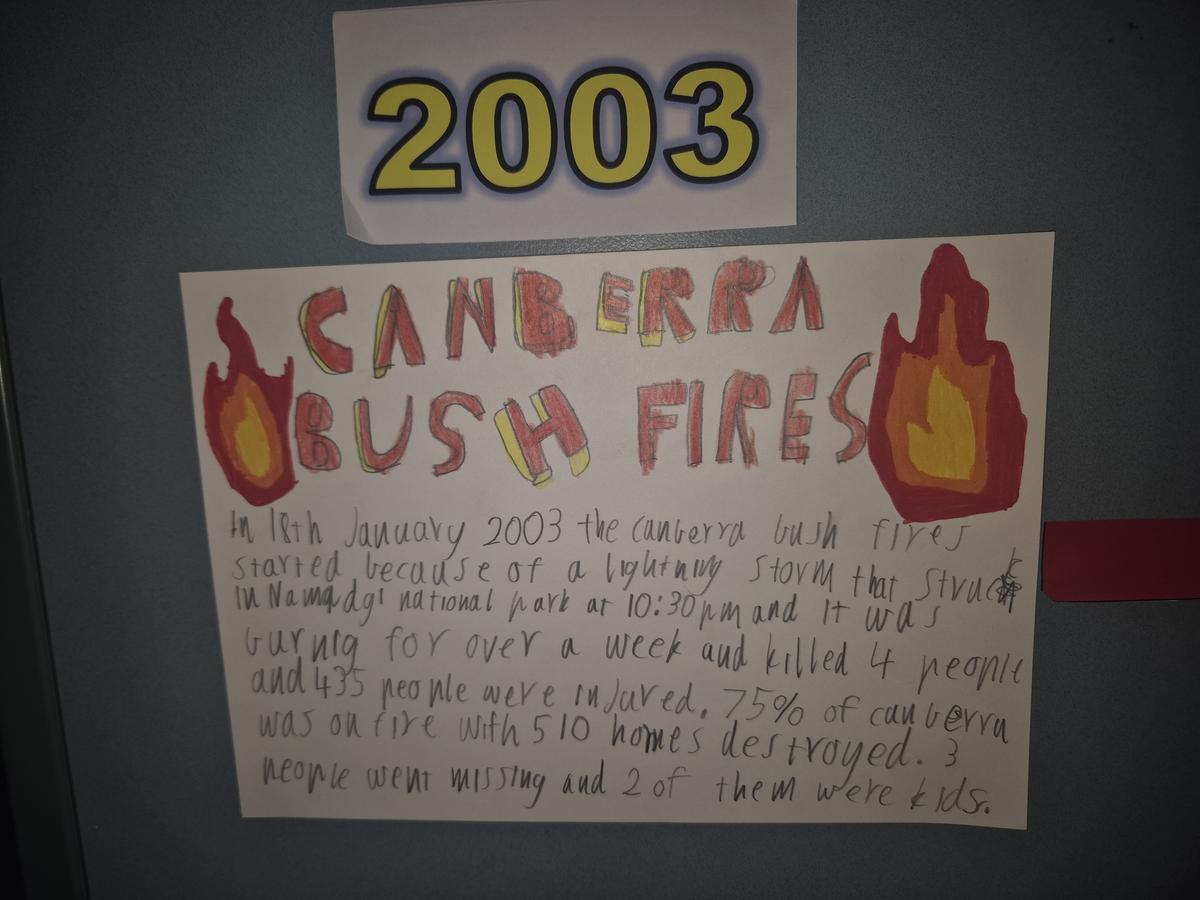 2003
CANBERRA
BUSH FIRES
In 18th January 2003 the canberra bush fires
started because of a lightning storm that struck
in Namadgi national park at 10:30pm and it was
burnig for over a week and killed 4 people
and 435 people were injared. 75% of canberra
was on fire with 510 homes destroyed. 3
people went missing and 2 of them were kids.